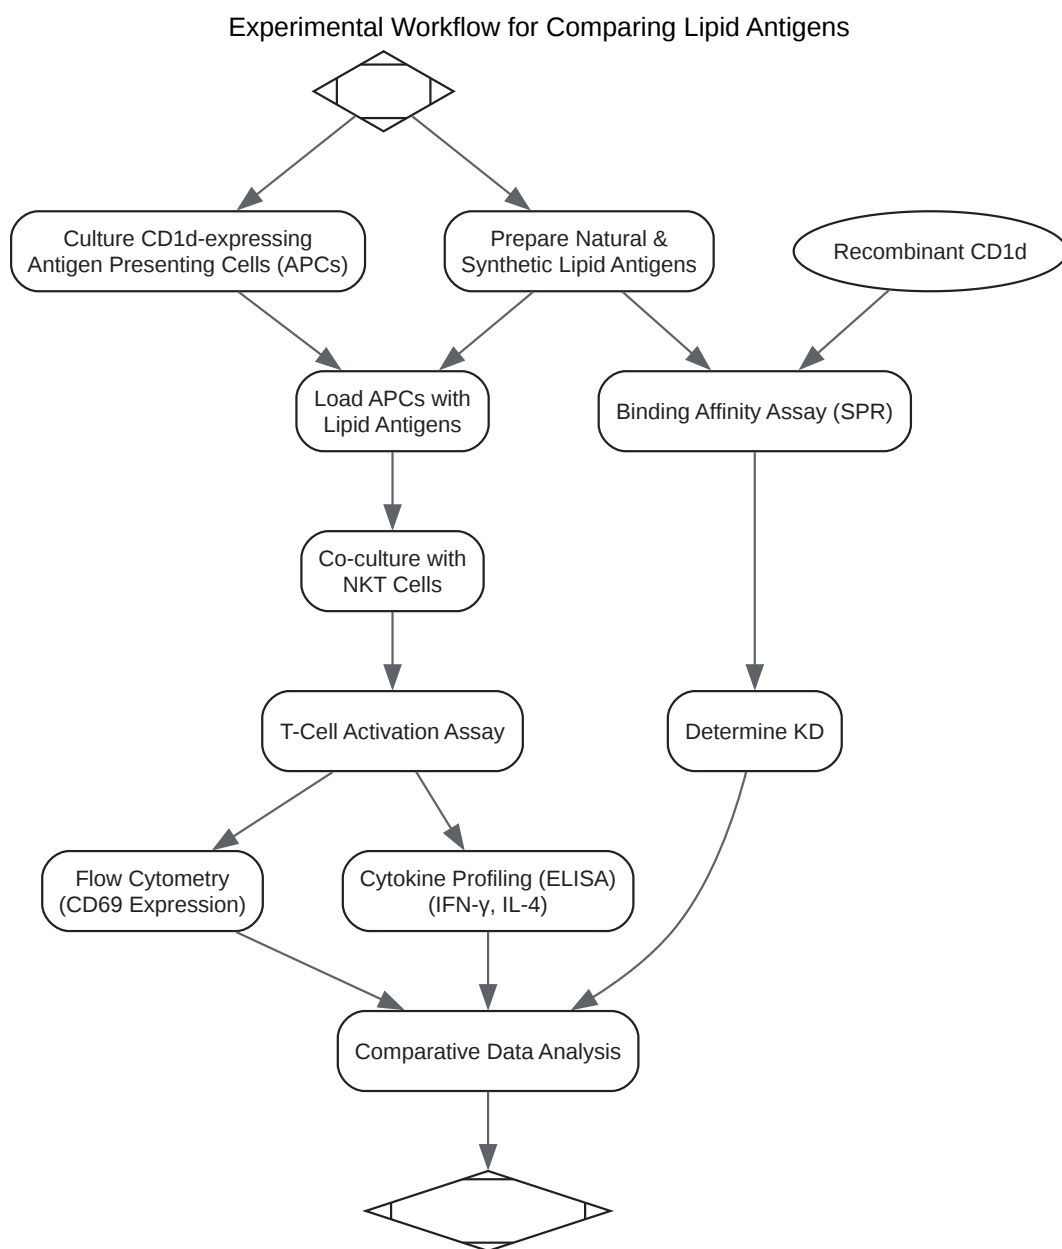 Experimental Workflow for Comparing Lipid Antigens
Culture CD1d-expressing
Antigen Presenting Cells (APCs)
Prepare Natural &
Synthetic Lipid Antigens
Recombinant CD1d
Load APCs with
Lipid Antigens
Binding Affinity Assay (SPR)
Co-culture with
NKT Cells
T-Cell Activation Assay
Determine KD
Flow Cytometry
(CD69 Expression)
Cytokine Profiling (ELISA)
(IFN-γ, IL-4)
Comparative Data Analysis